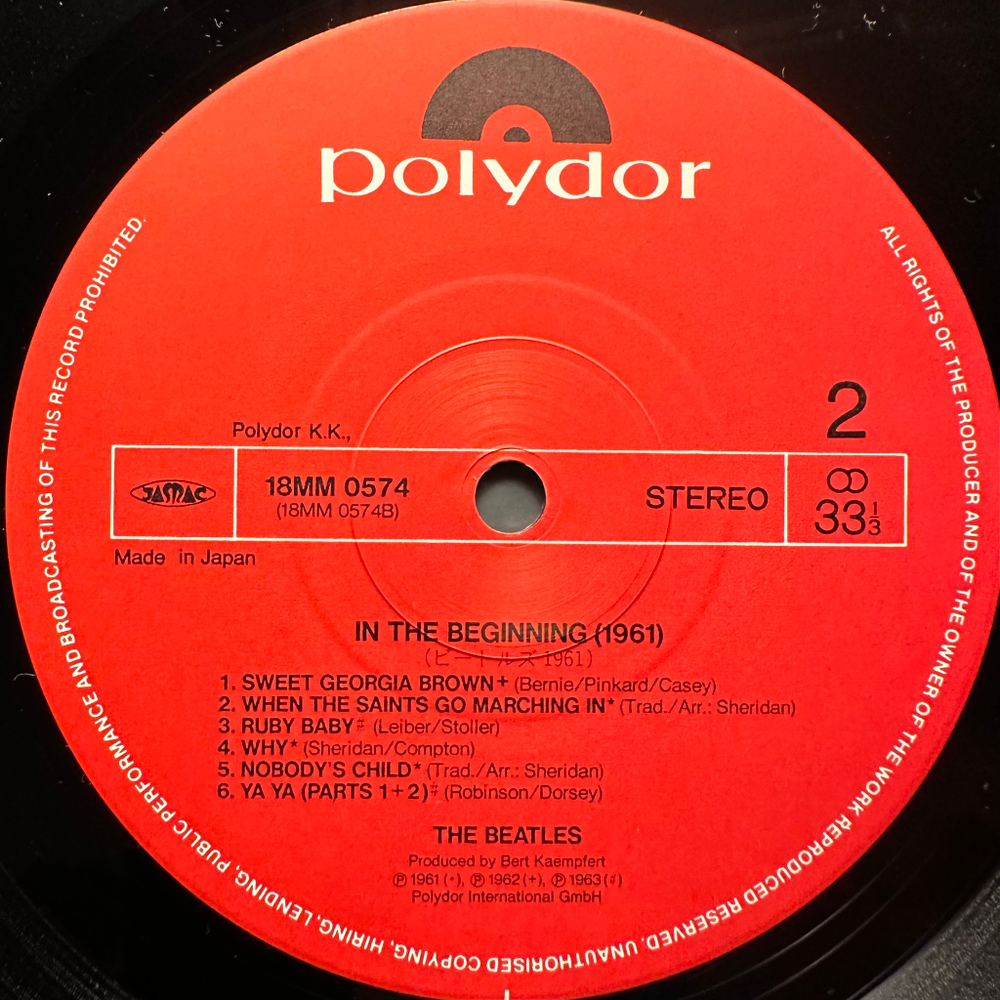 polydor
ALL RIGHTS OF THE PRODUCER AND OF THE OWNER OF THE WORK REPRODUCED RESERVED. UNAUTHORISED COPYING, HIRING, LENDING, PUBLIC PERFORMANCE AND BROADCASTING OF THIS RECORD PROHIBITED.
2
Polydor K.K.,
JASRAC
18MM 0574
(18MM 0574B)
STEREO
∞
33⅓
Made in Japan
IN THE BEGINNING (1961)
(ビートルズ 1961)
1. SWEET GEORGIA BROWN+ (Bernie/Pinkard/Casey)
2. WHEN THE SAINTS GO MARCHING IN* (Trad./Arr.: Sheridan)
3. RUBY BABY# (Leiber/Stoller)
4. WHY* (Sheridan/Compton)
5. NOBODY'S CHILD* (Trad./Arr.: Sheridan)
6. YA YA (PARTS 1+2)# (Robinson/Dorsey)
THE BEATLES
Produced by Bert Kaempfert
℗ 1961 (*), ℗ 1962 (+), ℗ 1963 (#)
Polydor International GmbH